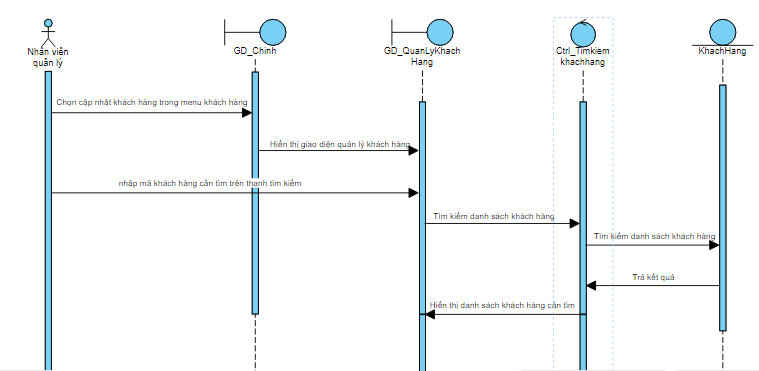 Nhân viên
quản lý
GD_Chính
GD_QuanLyKhach
Hang
Ctrl_Timkiem
khachhang
KhachHang
Chọn cập nhật khách hàng trong menu khách hàng
Hiển thị giao diện quản lý khách hàng
nhập mã khách hàng cần tìm trên thanh tìm kiếm
Tìm kiếm danh sách khách hàng
Tìm kiếm danh sách khách hàng
Trả kết quả
Hiển thị danh sách khách hàng cần tìm